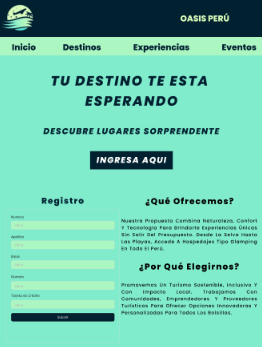 OASIS PERÚ
Inicio
Destinos
Experiencias
Eventos
TU DESTINO TE ESTA
ESPERANDO
DESCUBRE LUGARES SORPRENDENTE
INGRESA AQUI
Registro
Nombre
Apellido
Email
Número
Tarjeta de Crédito
Submit
¿Qué Ofrecemos?
Nuestra Propuesta Combina Naturaleza, Confort
Y Tecnología Para Brindarte Experiencias Únicas
Sin Salir Del Presupuesto. Desde La Selva Hasta
Las Playas, Accede A Hospedajes Tipo Glamping
En Todo El Perú.
¿Por Qué Elegirnos?
Promovemos Un Turismo Sostenible, Inclusivo Y
Con Impacto Local. Trabajamos Con
Comunidades, Emprendedores Y Proveedores
Turísticos Para Ofrecer Opciones Innovadoras Y
Personalizadas Para Todos Los Bolsillos.